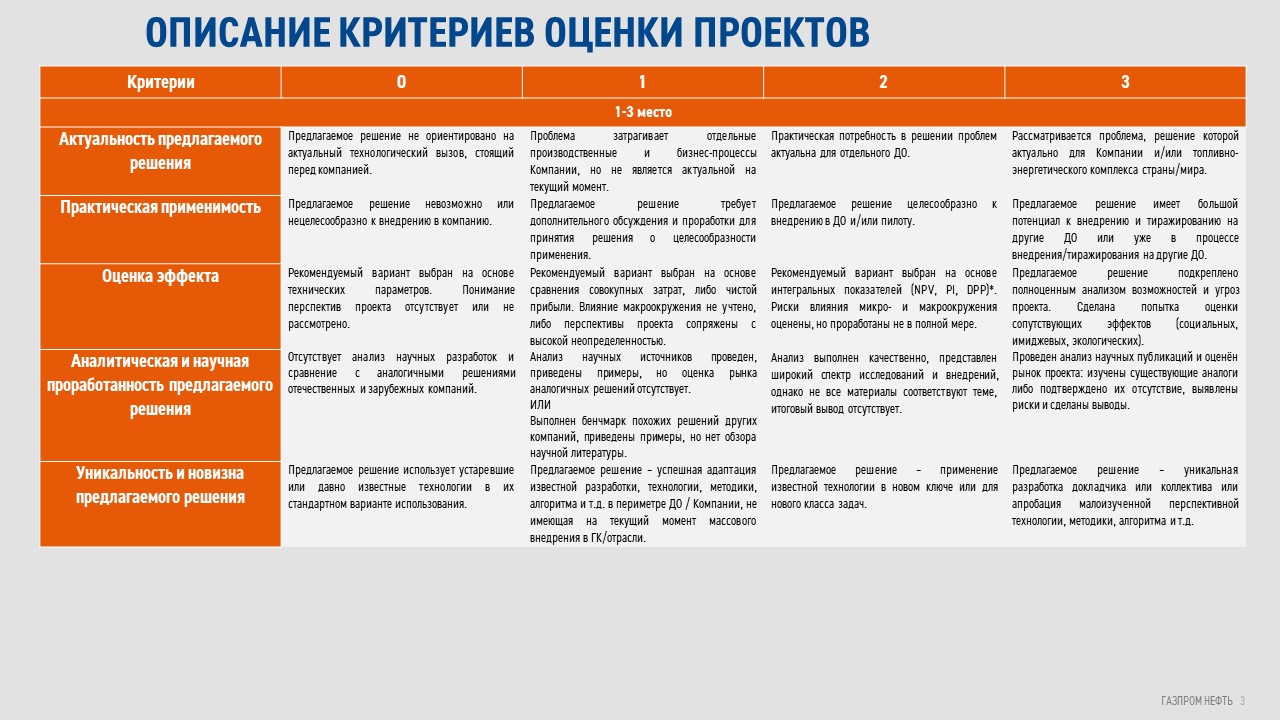 ОПИСАНИЕ КРИТЕРИЕВ ОЦЕНКИ ПРОЕКТОВ
Критерии
0
1
2
3
1-3 место
Актуальность предлагаемого
решения
Предлагаемое решение не ориентировано на
актуальный технологический вызов, стоящий
перед компанией.
Проблема затрагивает отдельные
производственные и бизнес-процессы
Компании, но не является актуальной на
текущий момент.
Практическая потребность в решении проблем
актуальна для отдельного ДО.
Рассматривается проблема, решение которой
актуально для Компании и/или топливно-
энергетического комплекса страны/мира.
Практическая применимость
Предлагаемое решение невозможно или
нецелесообразно к внедрению в компанию.
Предлагаемое решение требует
дополнительного обсуждения и проработки для
принятия решения о целесообразности
применения.
Предлагаемое решение целесообразно к
внедрению в ДО и/или пилоту.
Предлагаемое решение имеет большой
потенциал к внедрению и тиражированию на
другие ДО или уже в процессе
внедрения/тиражирования на другие ДО.
Оценка эффекта
Рекомендуемый вариант выбран на основе
технических параметров. Понимание
перспектив проекта отсутствует или не
рассмотрено.
Рекомендуемый вариант выбран на основе
сравнения совокупных затрат, либо чистой
прибыли. Влияние макроокружения не учтено,
либо перспективы проекта сопряжены с
высокой неопределенностью.
Рекомендуемый вариант выбран на основе
интегральных показателей (NPV, PI, DPP)*.
Риски влияния микро- и макроокружения
оценены, но проработаны не в полной мере.
Предлагаемое решение подкреплено
полноценным анализом возможностей и угроз
проекта. Сделана попытка оценки
сопутствующих эффектов (социальных,
имиджевых, экологических).
Аналитическая и научная
проработанность предлагаемого
решения
Отсутствует анализ научных разработок и
сравнение с аналогичными решениями
отечественных и зарубежных компаний.
Анализ научных источников проведен,
приведены примеры, но оценка рынка
аналогичных решений отсутствует.
ИЛИ
Выполнен бенчмарк похожих решений других
компаний, приведены примеры, но нет обзора
научной литературы.
Анализ выполнен качественно, представлен
широкий спектр исследований и внедрений,
однако не все материалы соответствуют теме,
итоговый вывод отсутствует.
Проведен анализ научных публикаций и оценён
рынок проекта: изучены существующие аналоги
либо подтверждено их отсутствие, выявлены
риски и сделаны выводы.
Уникальность и новизна
предлагаемого решения
Предлагаемое решение использует устаревшие
или давно известные технологии в их
стандартном варианте использования.
Предлагаемое решение – успешная адаптация
известной разработки, технологии, методики,
алгоритма и т.д. в периметре ДО / Компании, не
имеющая на текущий момент массового
внедрения в ГК/отрасли.
Предлагаемое решение – применение
известной технологии в новом ключе или для
нового класса задач.
Предлагаемое решение – уникальная
разработка докладчика или коллектива или
апробация малоизученной перспективной
технологии, методики, алгоритма и т.д.
ГАЗПРОМ НЕФТЬ 3